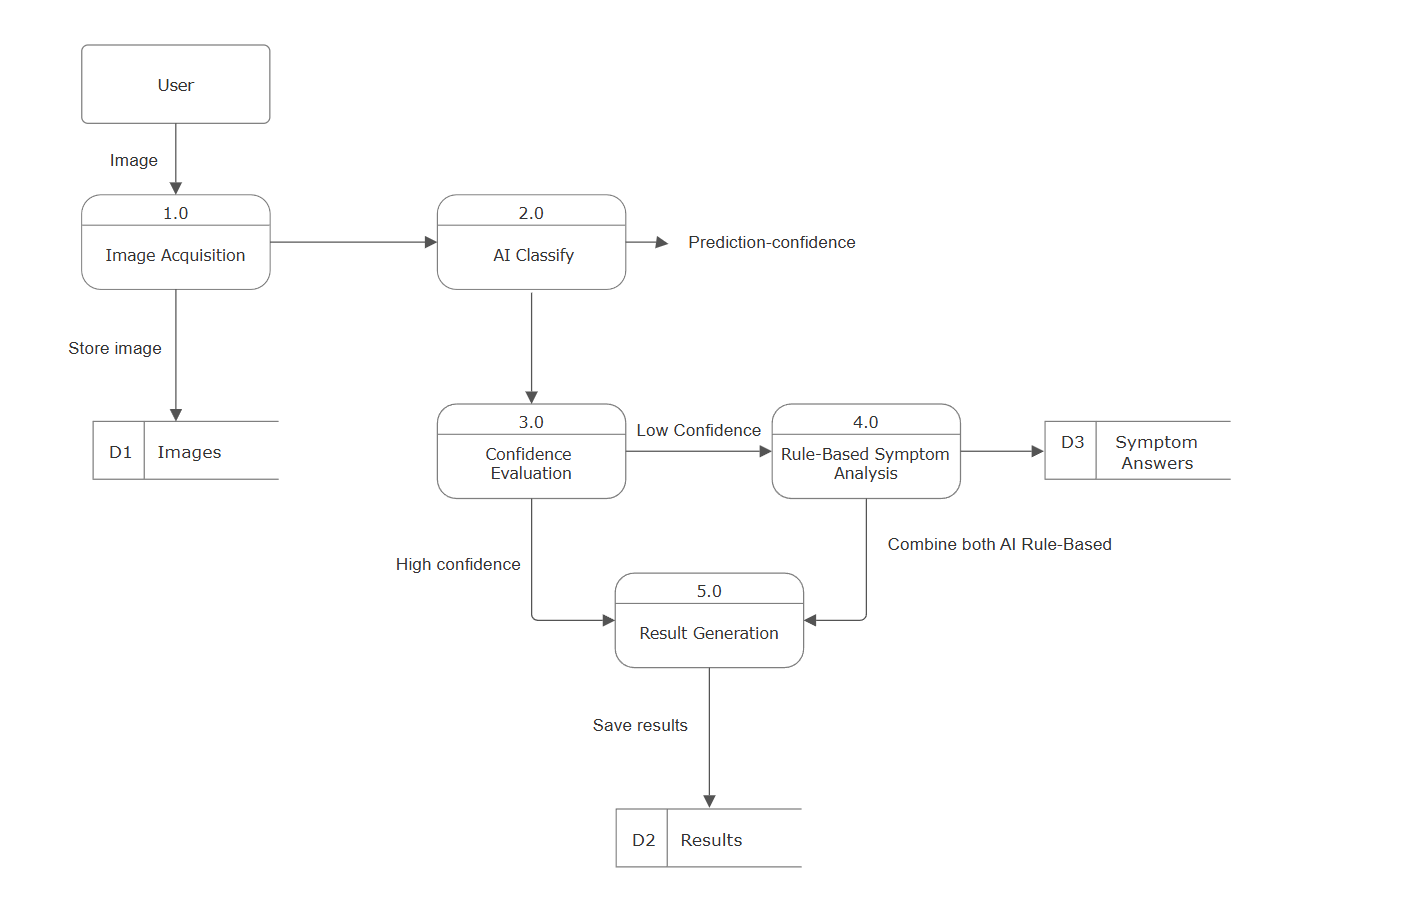 User
Image
1.0
Image Acquisition
2.0
AI Classify
Prediction-confidence
Store image
D1
Images
3.0
Confidence
Evaluation
Low Confidence
4.0
Rule-Based Symptom
Analysis
D3
Symptom
Answers
High confidence
Combine both AI Rule-Based
5.0
Result Generation
Save results
D2
Results